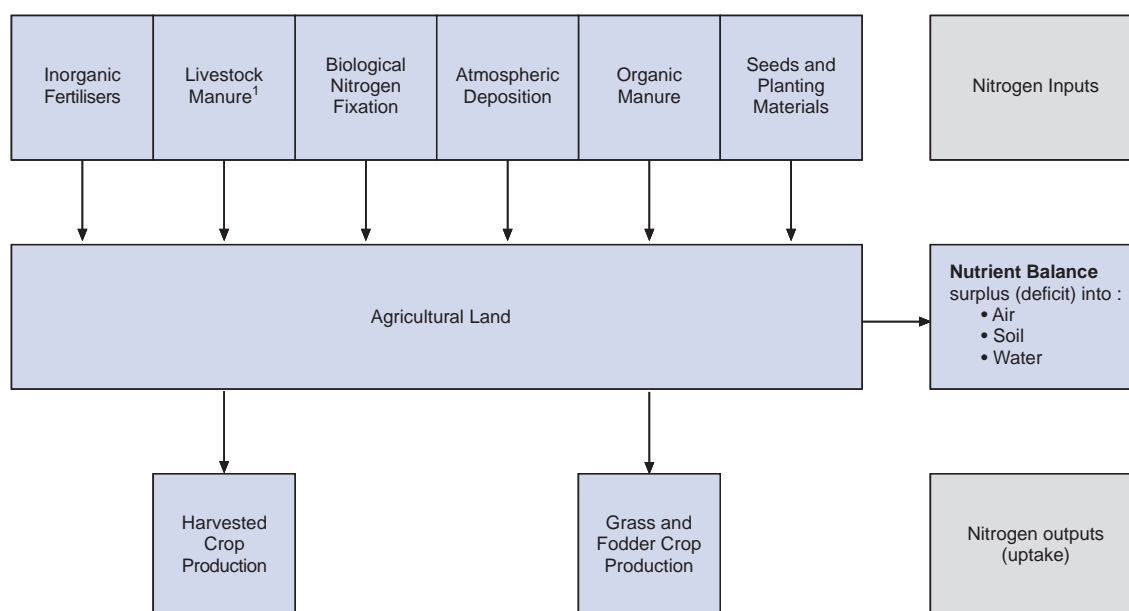 Inorganic
Fertilisers
Livestock
Manure¹
Biological
Nitrogen
Fixation
Atmospheric
Deposition
Organic
Manure
Seeds and
Planting
Materials
Nitrogen Inputs
Agricultural Land
Nutrient Balance
surplus (deficit) into :
• Air
• Soil
• Water
Harvested
Crop
Production
Grass and
Fodder Crop
Production
Nitrogen outputs
(uptake)